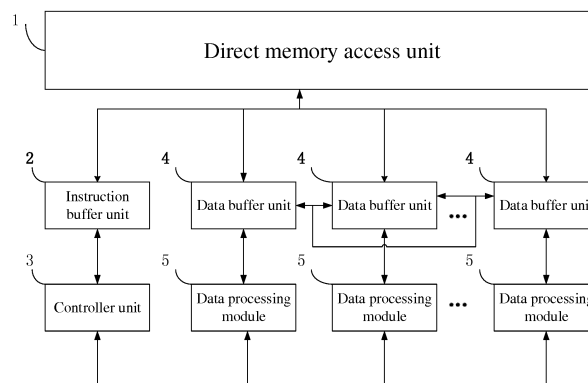 1
Direct memory access unit
2
4
4
4
Instruction
buffer unit
Data buffer unit
Data buffer unit
Data buffer unit
...
3
5
5
5
Controller unit
Data processing
module
Data processing
module
...
Data processing
module